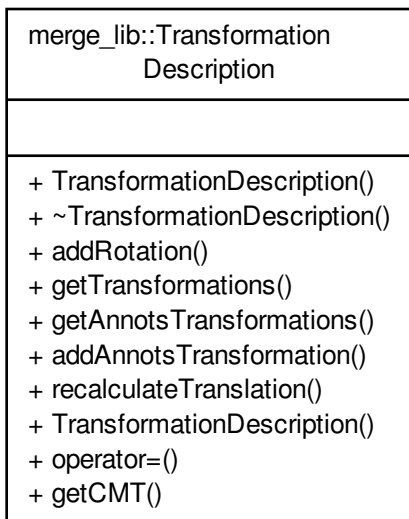 merge_lib::Transformation
Description
+ TransformationDescription()
+ ~TransformationDescription()
+ addRotation()
+ getTransformations()
+ getAnnotsTransformations()
+ addAnnotsTransformation()
+ recalculateTranslation()
+ TransformationDescription()
+ operator=()
+ getCMT()